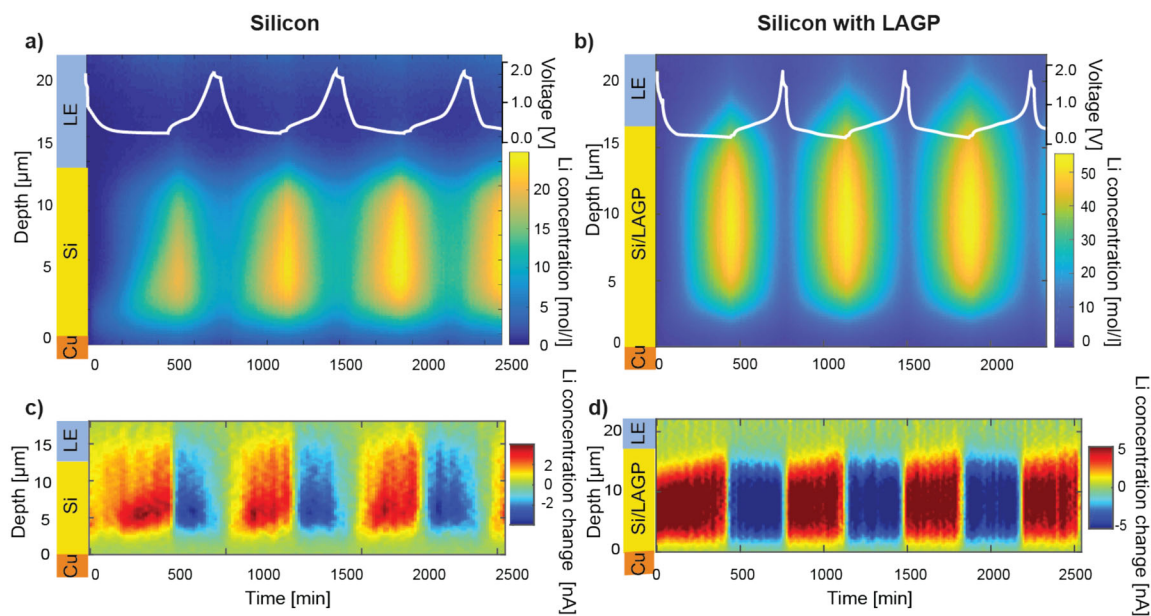 Silicon
Silicon with LAGP
a)
LE
Si
Cu
Depth [µm]
20
15
10
5
0
0 500 1000 1500 2000 2500
2.0
1.0
0.0
Voltage [V]
20
15
10
5
0
Li concentration [mol/l]
b)
LE
Si/LAGP
Cu
Depth [µm]
20
15
10
5
0
0 500 1000 1500 2000
2.0
1.0
0.0
Voltage [V]
50
40
30
20
10
0
Li concentration [mol/l]
c)
LE
Si
Cu
Depth [µm]
15
10
5
0
0 500 1000 1500 2000 2500
Time [min]
2
0
-2
Li concentration change [nA]
d)
LE
Si/LAGP
Cu
Depth [µm]
20
10
0
0 500 1000 1500 2000 2500
Time [min]
5
0
-5
Li concentration change [nA]